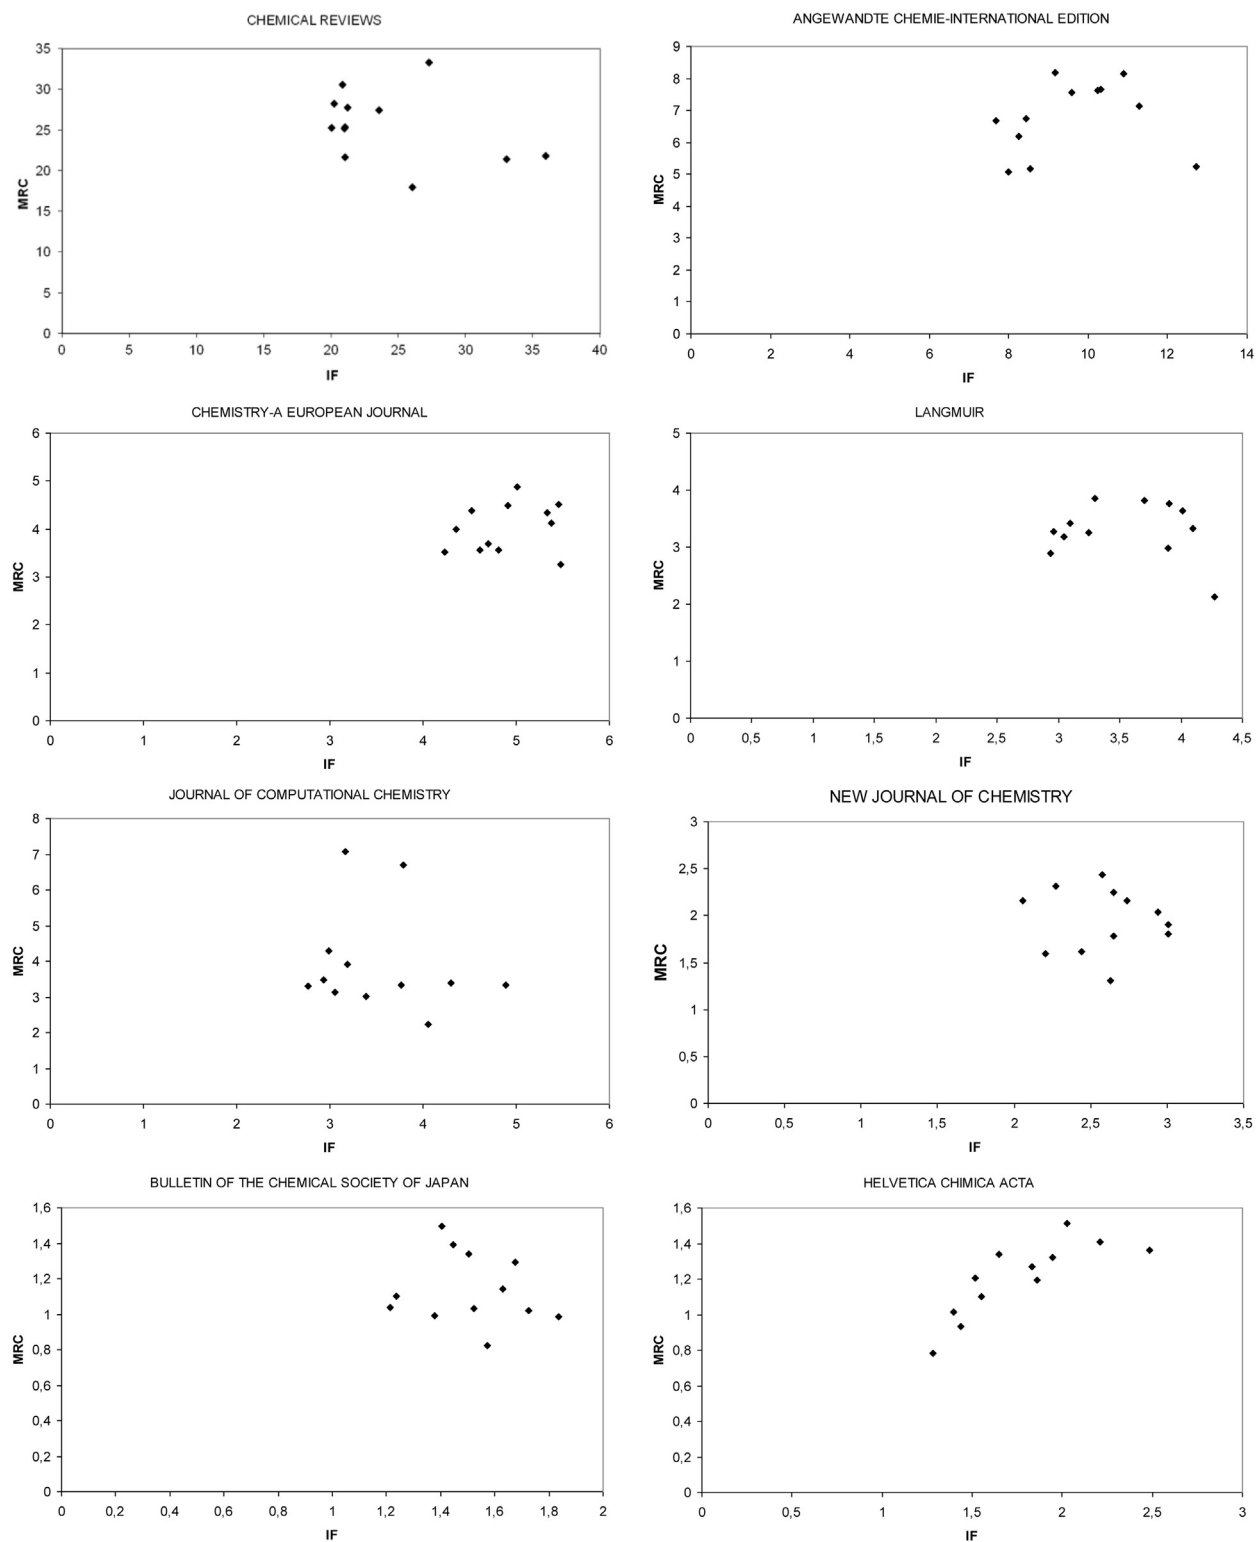 CHEMICAL REVIEWS
35
30
25
20
15
10
5
0
MRC
0 5 10 15 20 25 30 35 40
IF
ANGEWANDTE CHEMIE-INTERNATIONAL EDITION
9
8
7
6
5
4
3
2
1
0
MRC
0 2 4 6 8 10 12 14
IF
CHEMISTRY-A EUROPEAN JOURNAL
6
5
4
3
2
1
0
MRC
0 1 2 3 4 5 6
IF
LANGMUIR
5
4
3
2
1
0
MRC
0 0,5 1 1,5 2 2,5 3 3,5 4 4,5
IF
JOURNAL OF COMPUTATIONAL CHEMISTRY
8
7
6
5
4
3
2
1
0
MRC
0 1 2 3 4 5 6
IF
NEW JOURNAL OF CHEMISTRY
3
2,5
2
1,5
1
0,5
0
MRC
0 0,5 1 1,5 2 2,5 3 3,5
IF
BULLETIN OF THE CHEMICAL SOCIETY OF JAPAN
1,6
1,4
1,2
1
0,8
0,6
0,4
0,2
0
MRC
0 0,2 0,4 0,6 0,8 1 1,2 1,4 1,6 1,8 2
IF
HELVETICA CHIMICA ACTA
1,6
1,4
1,2
1
0,8
0,6
0,4
0,2
0
MRC
0 0,5 1 1,5 2 2,5 3
IF